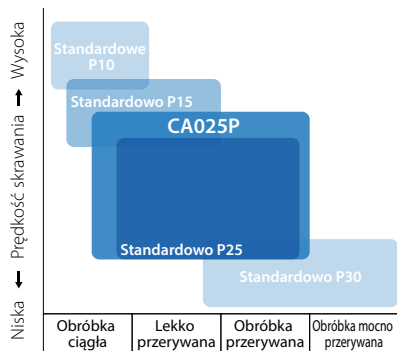 Standardowe
P10
Standardowo P15
CA025P
Standardowo P25
Standardowo P30
Niska ← Prędkość skrawania → Wysoka
Obróbka
ciągła
Lekko
przerywana
Obróbka
przerywana
Obróbka mocno
przerywana